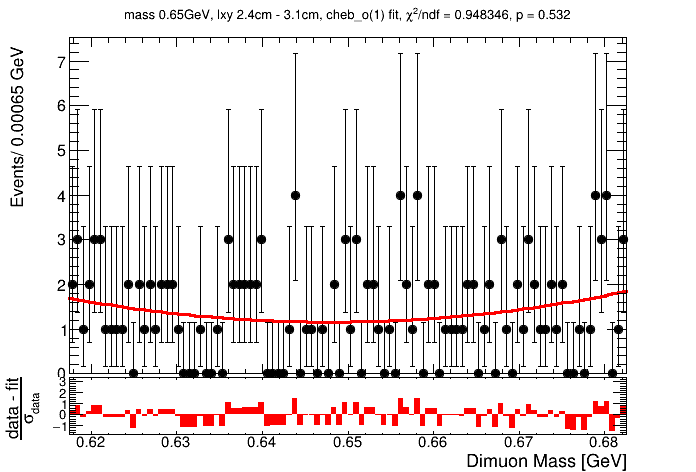 mass 0.65GeV, lxy 2.4cm - 3.1cm, cheb_o(1) fit, χ²/ndf = 0.948346, p = 0.532
Events/ 0.00065 GeV
7
6
5
4
3
2
1
0
data - fit
σdata
3
2
1
0
−1
0.62 0.63 0.64 0.65 0.66 0.67 0.68
Dimuon Mass [GeV]